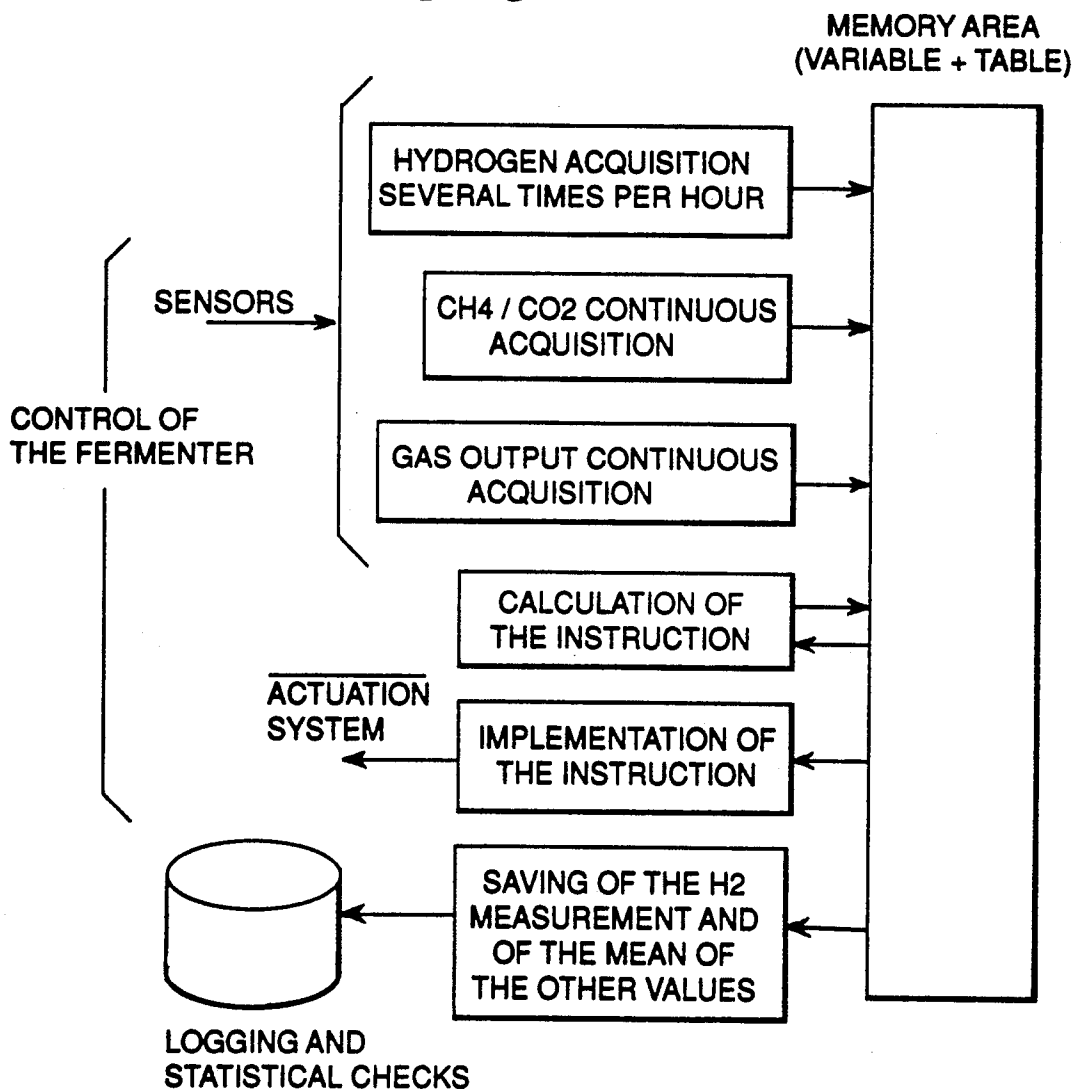 MEMORY AREA
(VARIABLE + TABLE)
HYDROGEN ACQUISITION
SEVERAL TIMES PER HOUR
SENSORS
CH4 / CO2 CONTINUOUS
ACQUISITION
CONTROL OF
THE FERMENTER
GAS OUTPUT CONTINUOUS
ACQUISITION
CALCULATION OF
THE INSTRUCTION
ACTUATION
SYSTEM
IMPLEMENTATION OF
THE INSTRUCTION
SAVING OF THE H2
MEASUREMENT AND
OF THE MEAN OF
THE OTHER VALUES
LOGGING AND
STATISTICAL CHECKS